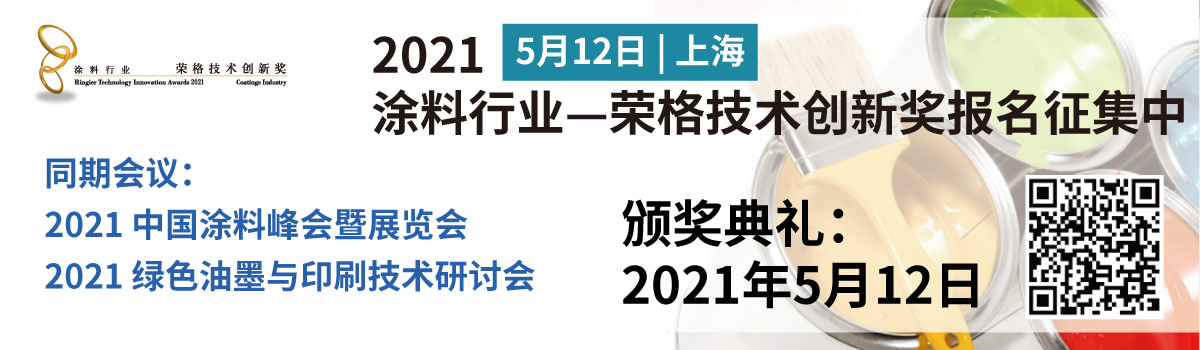 涂料行业 荣格技术创新奖
Ringier Technology Innovation Awards 2021 Coatings Industry
2021 5月12日 | 上海
涂料行业—荣格技术创新奖报名征集中
同期会议：
2021 中国涂料峰会暨展览会
2021 绿色油墨与印刷技术研讨会
颁奖典礼：
2021年5月12日